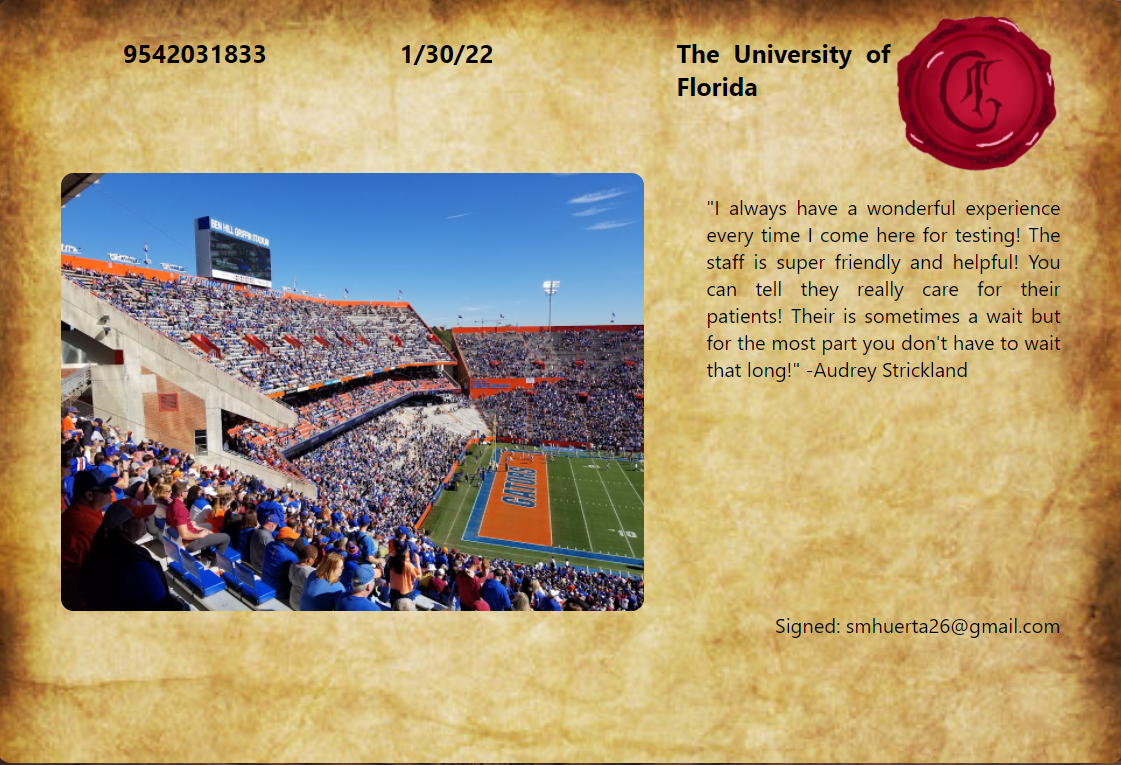 9542031833
1/30/22
The University of
Florida
BEN HILL GRIFFIN STADIUM
GATORS
10
"I always have a wonderful experience
every time I come here for testing! The
staff is super friendly and helpful! You
can tell they really care for their
patients! Their is sometimes a wait but
for the most part you don't have to wait
that long!" -Audrey Strickland
Signed: smhuerta26@gmail.com